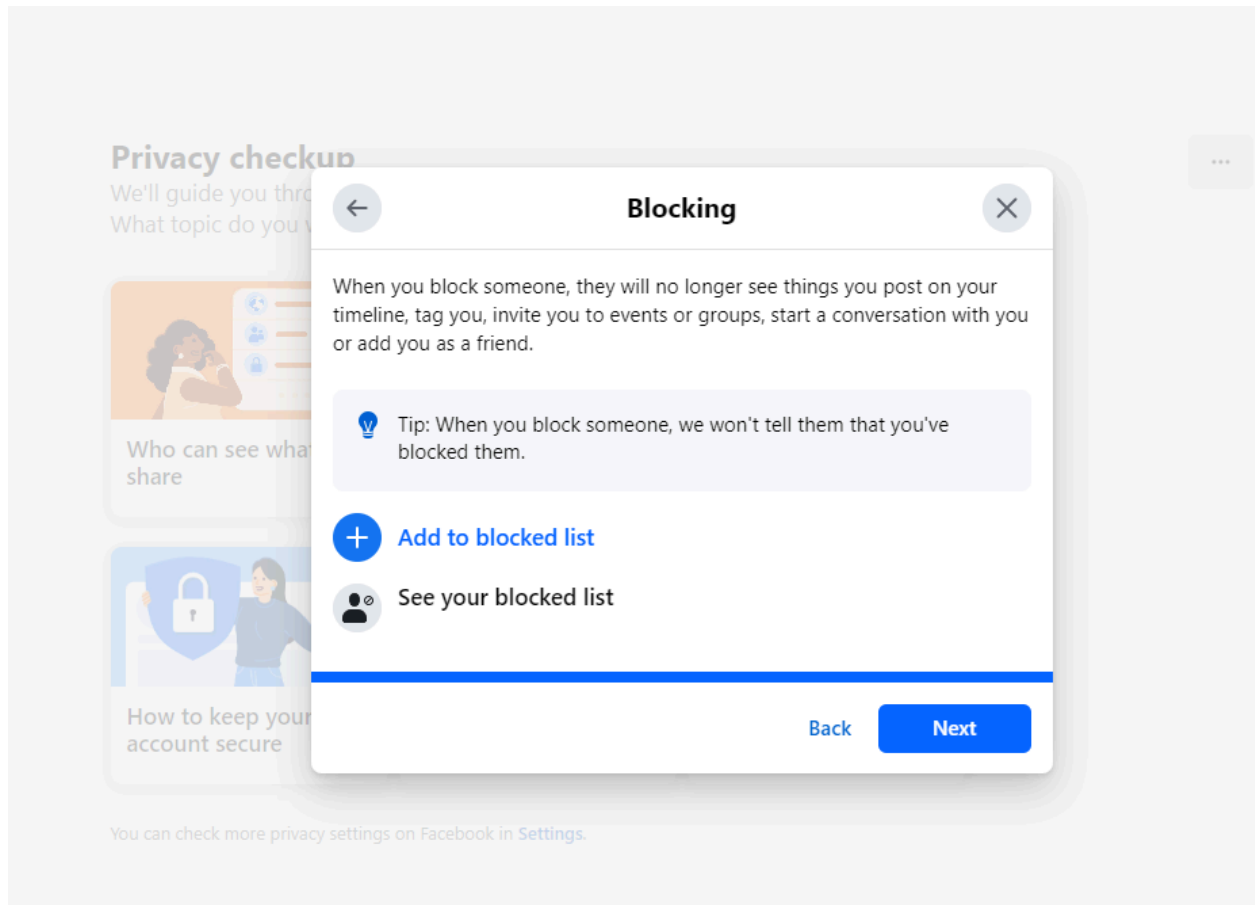 Privacy checkup
We'll guide you thro
What topic do you
Blocking
When you block someone, they will no longer see things you post on your
timeline, tag you, invite you to events or groups, start a conversation with you
or add you as a friend.
Tip: When you block someone, we won't tell them that you've
blocked them.
Add to blocked list
See your blocked list
Back
Next
Who can see what
share
How to keep your
account secure
You can check more privacy settings on Facebook in Settings.